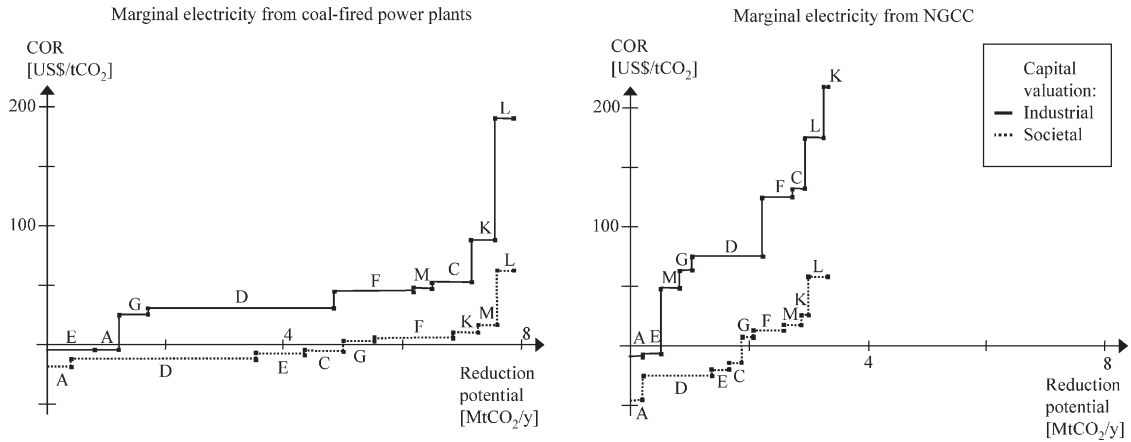 Marginal electricity from coal-fired power plants
COR
[US$/tCO₂]
200
100
E
A
G
D
F
M
C
K
L
A
D
E
C
G
F
K
M
L
4
8
Reduction
potential
[MtCO₂/y]
Marginal electricity from NGCC
COR
[US$/tCO₂]
200
100
A
E
M
G
D
F
C
L
K
A
D
E
C
G
F
M
K
L
4
8
Reduction
potential
[MtCO₂/y]
Capital
valuation:
Industrial
Societal